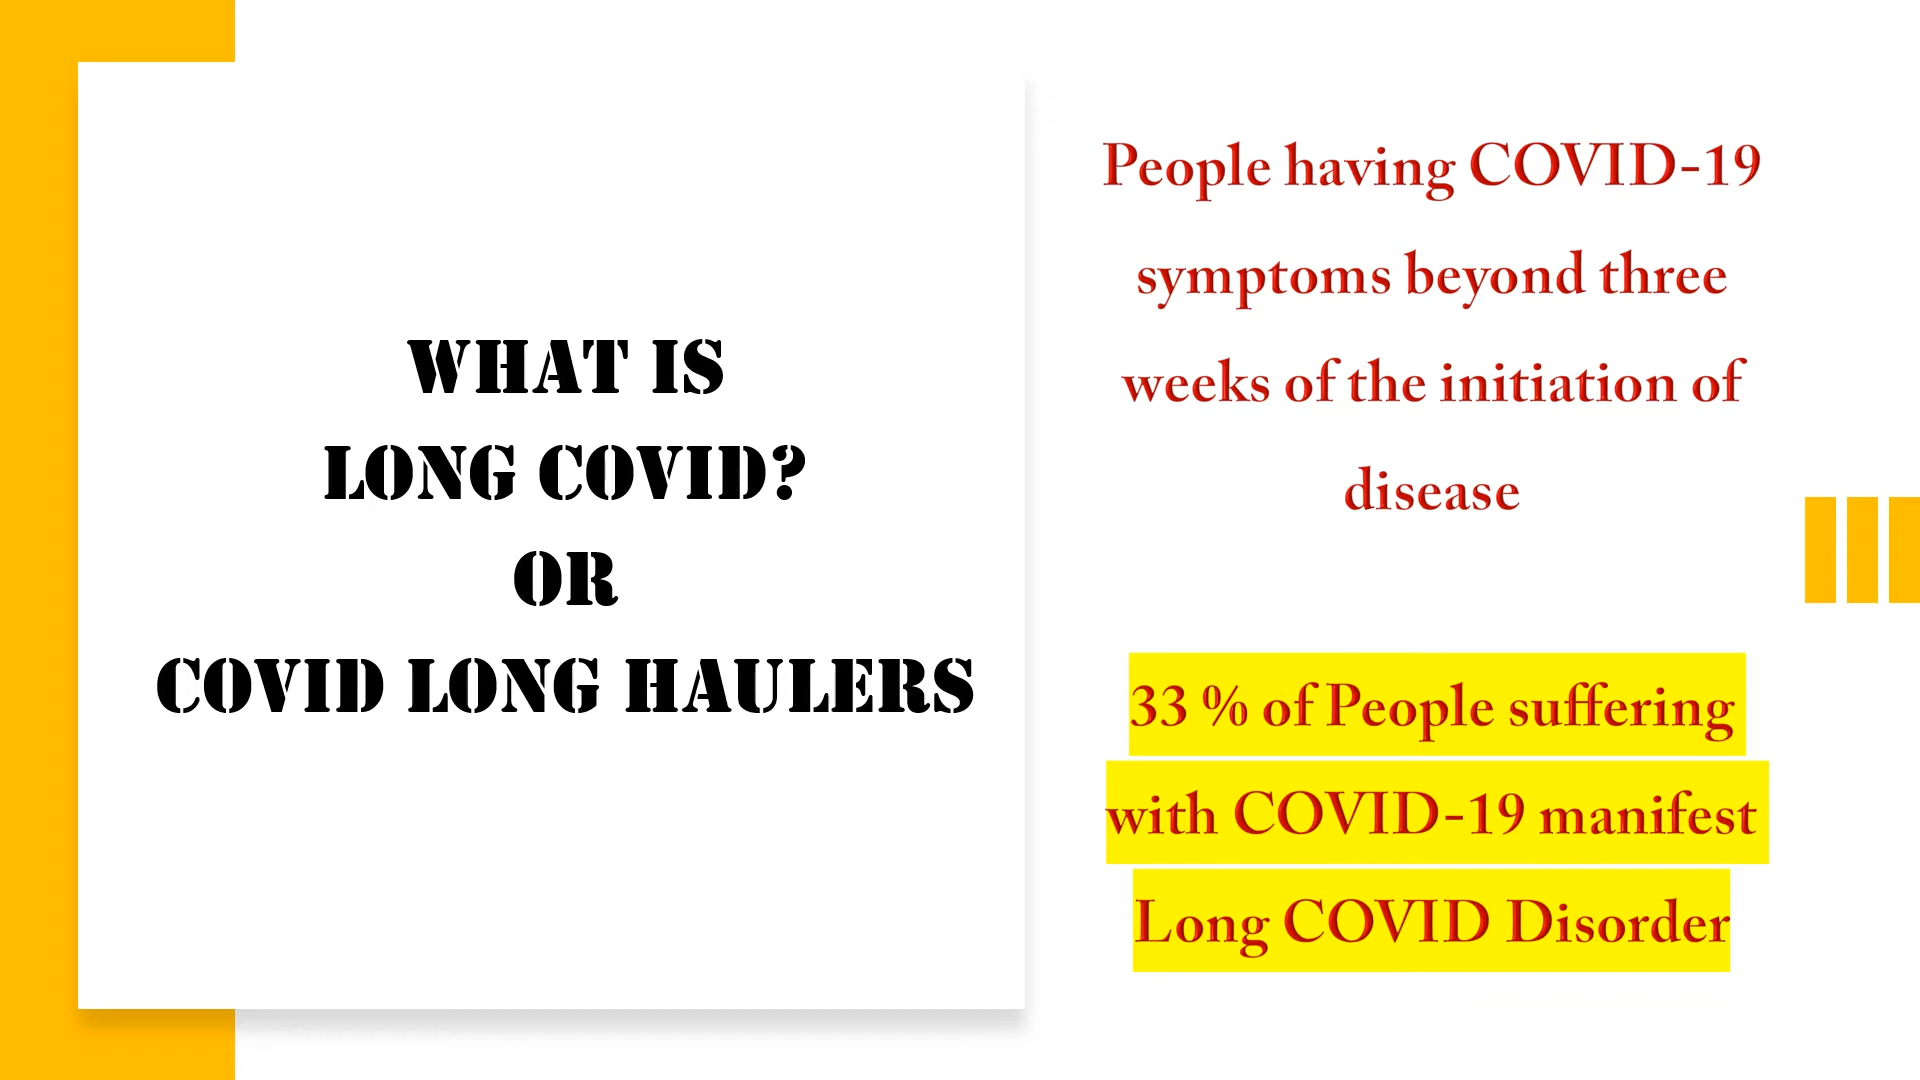 WHAT IS
LONG COVID?
OR
COVID LONG HAULERS
People having COVID-19
symptoms beyond three
weeks of the initiation of
disease
33 % of People suffering
with COVID-19 manifest
Long COVID Disorder